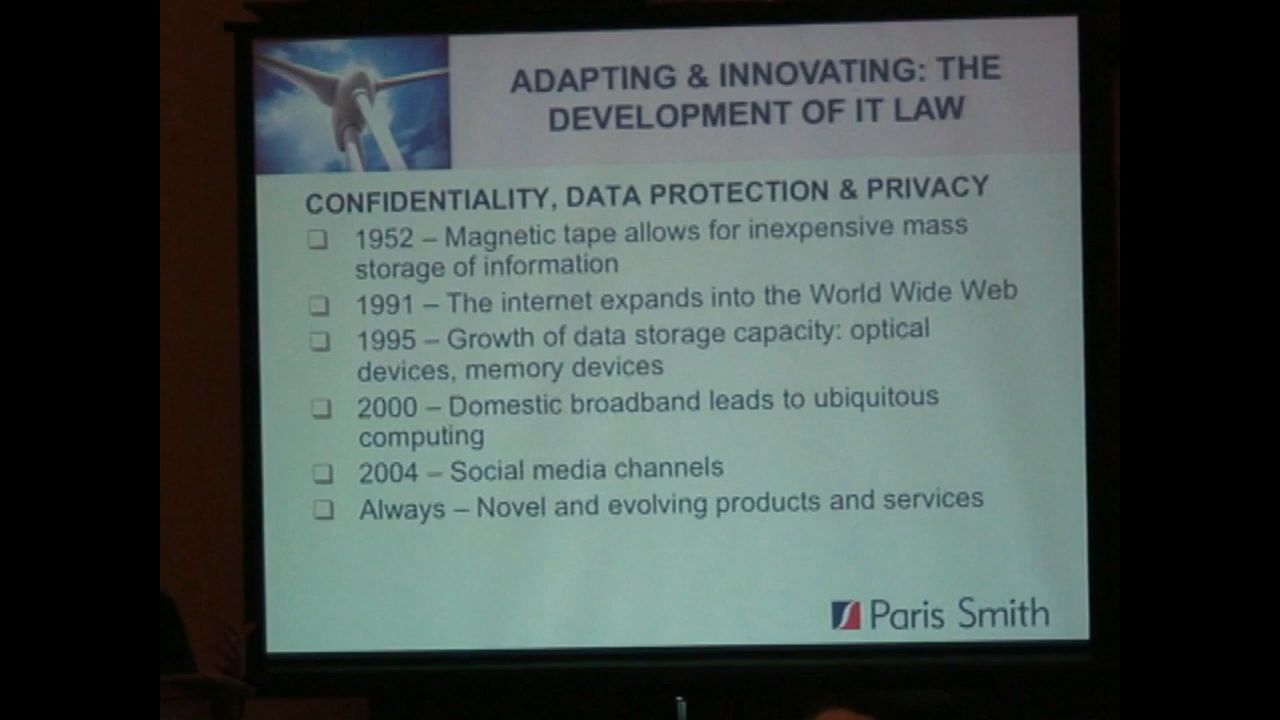 ADAPTING & INNOVATING: THE
DEVELOPMENT OF IT LAW
CONFIDENTIALITY, DATA PROTECTION & PRIVACY
❑ 1952 – Magnetic tape allows for inexpensive mass
storage of information
❑ 1991 – The internet expands into the World Wide Web
❑ 1995 – Growth of data storage capacity: optical
devices, memory devices
❑ 2000 – Domestic broadband leads to ubiquitous
computing
❑ 2004 – Social media channels
❑ Always – Novel and evolving products and services
Paris Smith